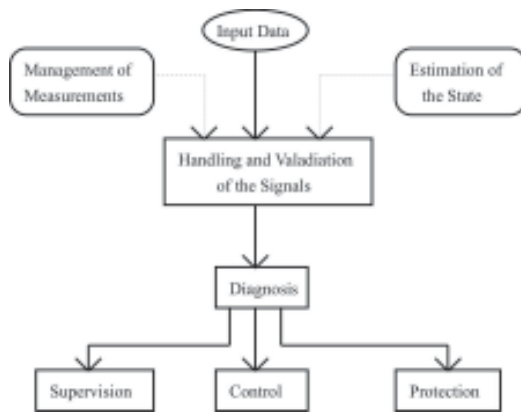 Input Data
Management of
Measurements
Estimation of
the State
Handling and Valadiation
of the Signals
Diagnosis
Supervision
Control
Protection